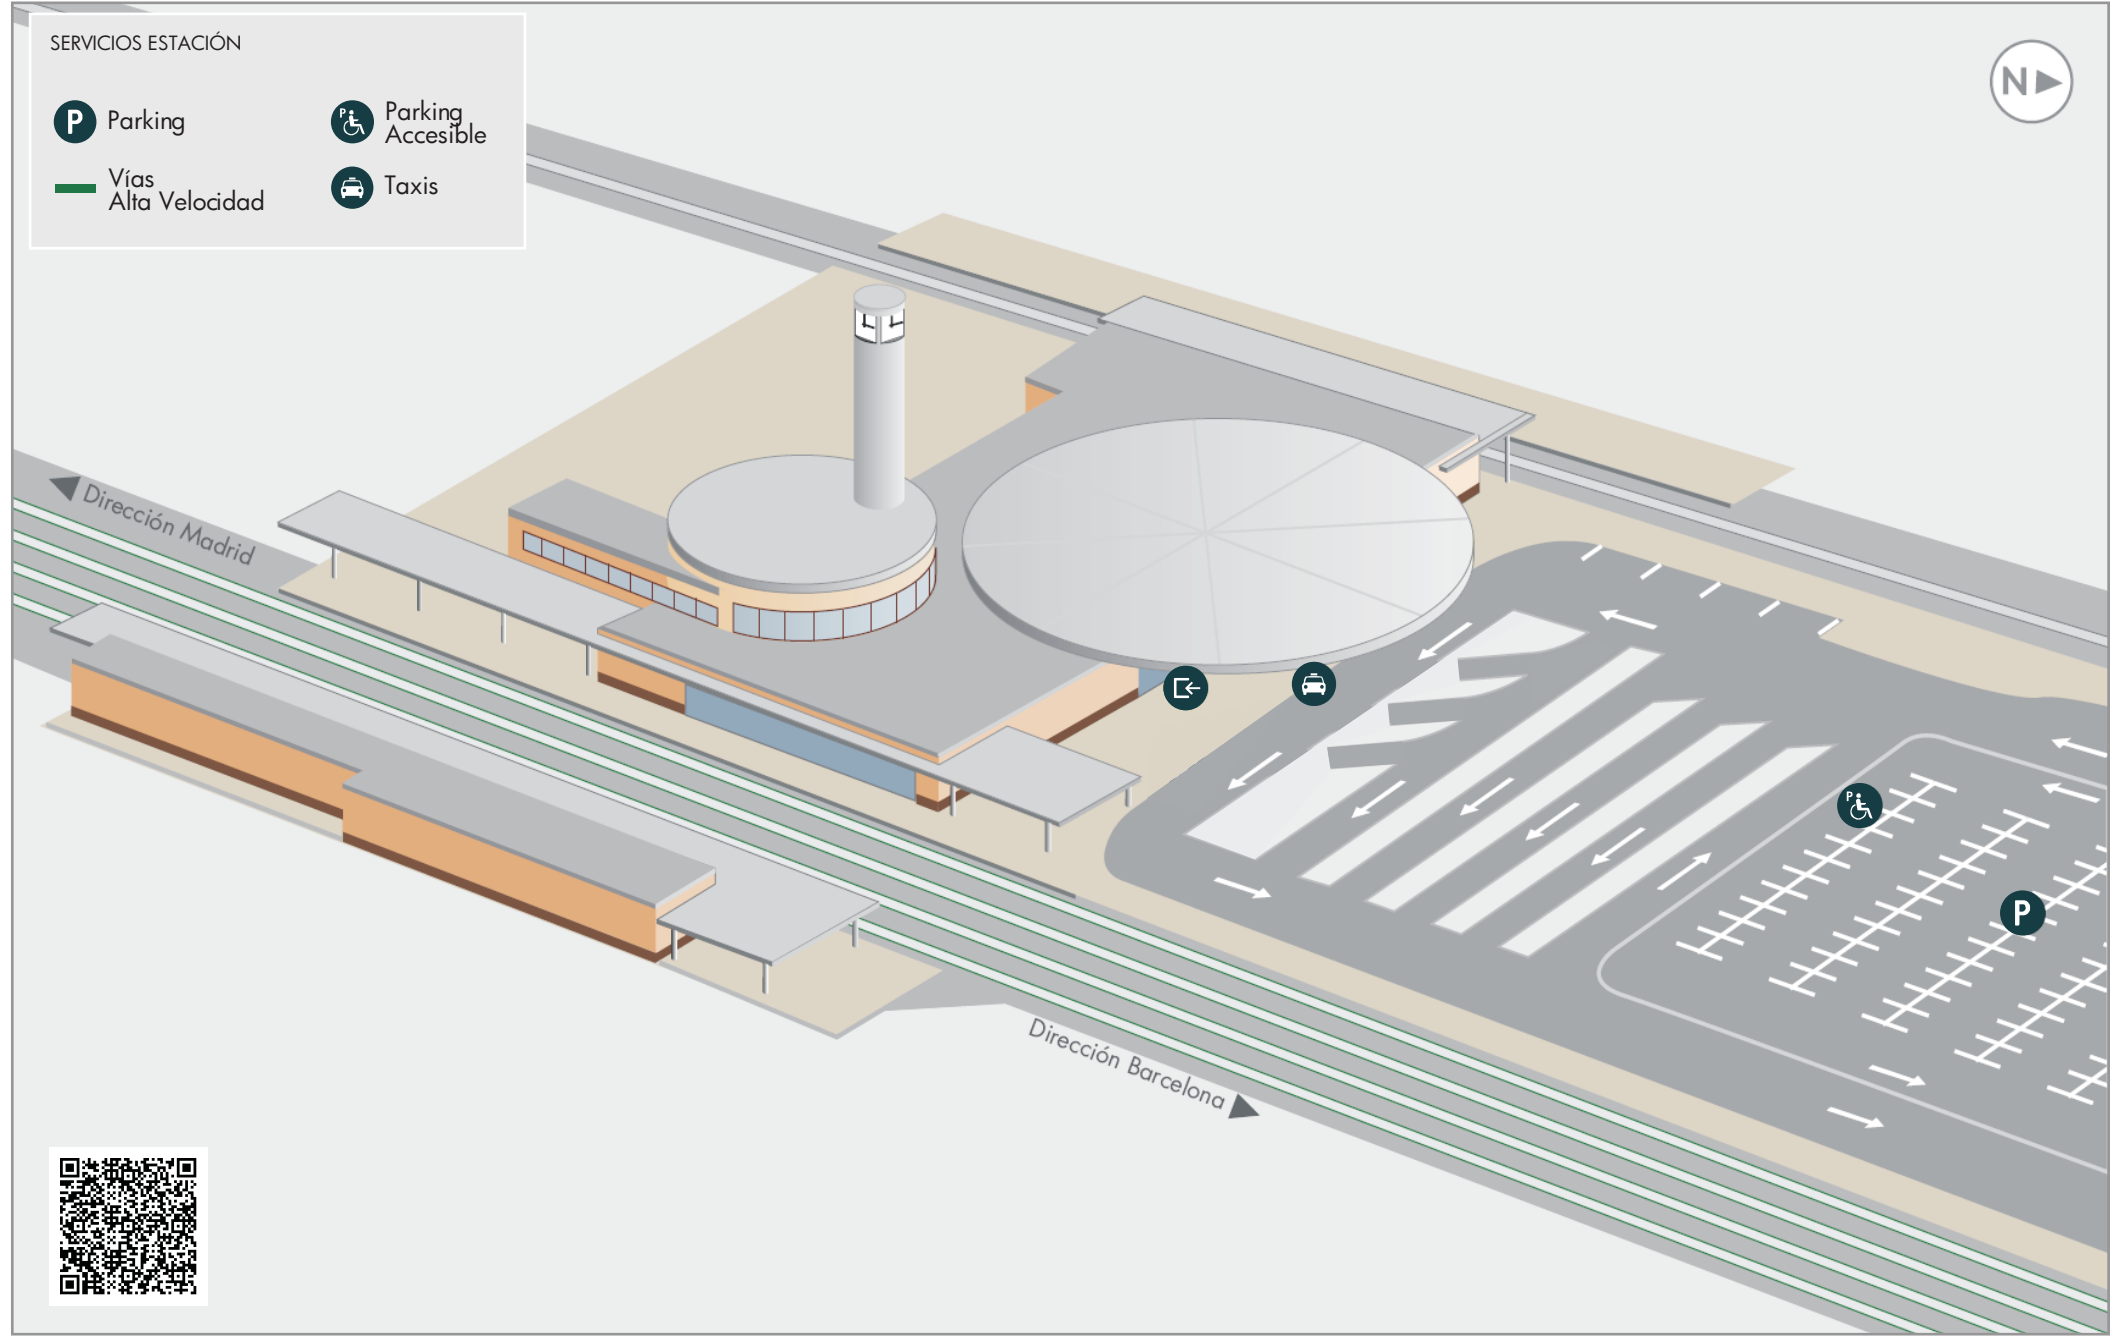 SERVICIOS ESTACIÓN
P
Parking
P
Parking
Accesible
Vías
Alta Velocidad
Taxis
N
Dirección Madrid
P
P
Dirección Barcelona